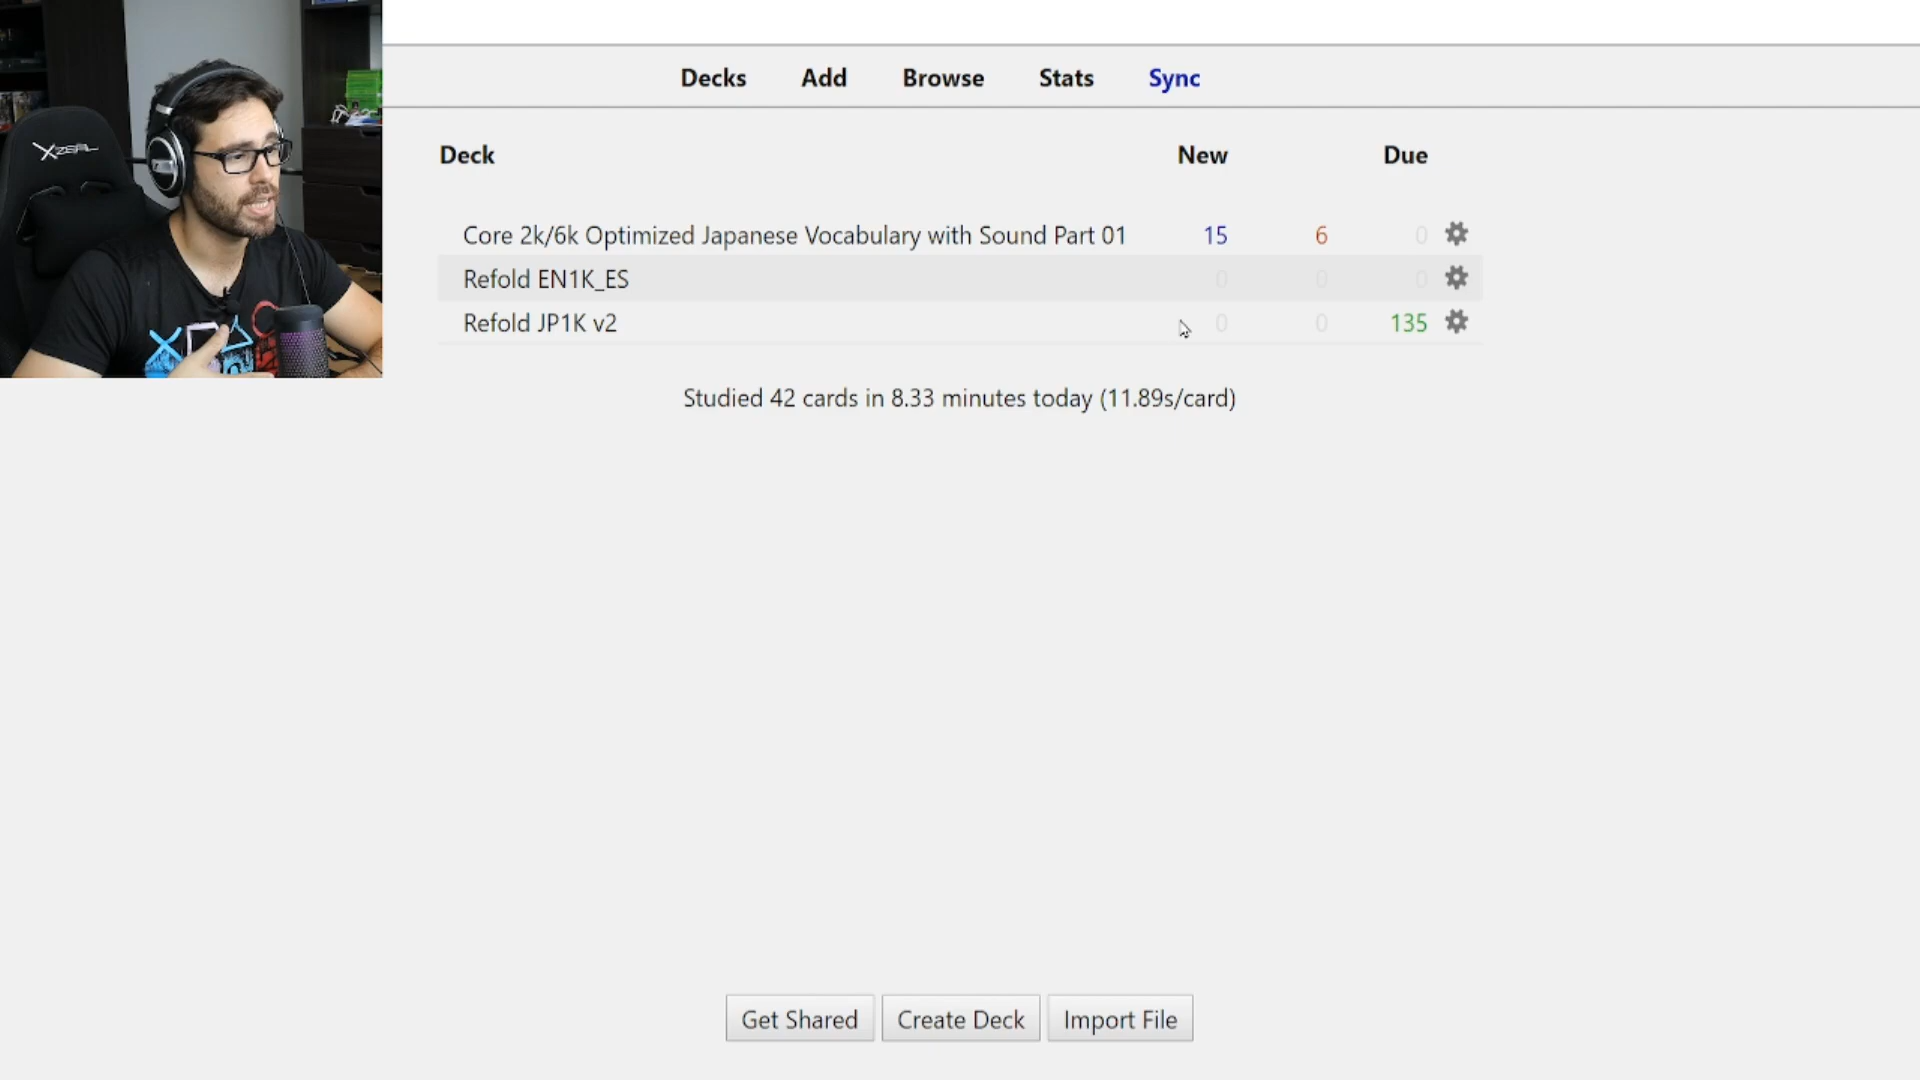 XZEAL
Decks Add Browse Stats Sync
Deck New Due
Core 2k/6k Optimized Japanese Vocabulary with Sound Part 01 15 6 0
Refold EN1K_ES 0 0 0
Refold JP1K v2 0 0 135
Studied 42 cards in 8.33 minutes today (11.89s/card)
Get Shared Create Deck Import File